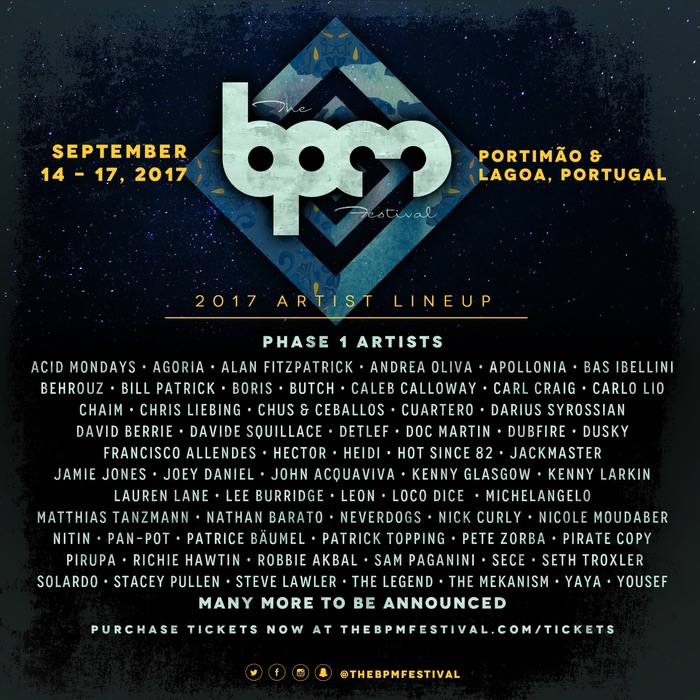 The
bpm
Festival
SEPTEMBER
14 – 17, 2017
PORTIMÃO &
LAGOA, PORTUGAL
2017 ARTIST LINEUP
PHASE 1 ARTISTS
ACID MONDAYS • AGORIA • ALAN FITZPATRICK • ANDREA OLIVA • APOLLONIA • BAS IBELLINI
BEHROUZ • BILL PATRICK • BORIS • BUTCH • CALEB CALLOWAY • CARL CRAIG • CARLO LIO
CHAIM • CHRIS LIEBING • CHUS & CEBALLOS • CUARTERO • DARIUS SYROSSIAN
DAVID BERRIE • DAVIDE SQUILLACE • DETLEF • DOC MARTIN • DUBFIRE • DUSKY
FRANCISCO ALLENDES • HECTOR • HEIDI • HOT SINCE 82 • JACKMASTER
JAMIE JONES • JOEY DANIEL • JOHN ACQUAVIVA • KENNY GLASGOW • KENNY LARKIN
LAUREN LANE • LEE BURRIDGE • LEON • LOCO DICE • MICHELANGELO
MATTHIAS TANZMANN • NATHAN BARATO • NEVERDOGS • NICK CURLY • NICOLE MOUDABER
NITIN • PAN-POT • PATRICE BÄUMEL • PATRICK TOPPING • PETE ZORBA • PIRATE COPY
PIRUPA • RICHIE HAWTIN • ROBBIE AKBAL • SAM PAGANINI • SECE • SETH TROXLER
SOLARDO • STACEY PULLEN • STEVE LAWLER • THE LEGEND • THE MEKANISM • YAYA • YOUSEF
MANY MORE TO BE ANNOUNCED
PURCHASE TICKETS NOW AT THEBPMFESTIVAL.COM/TICKETS
@THEBPMFESTIVAL